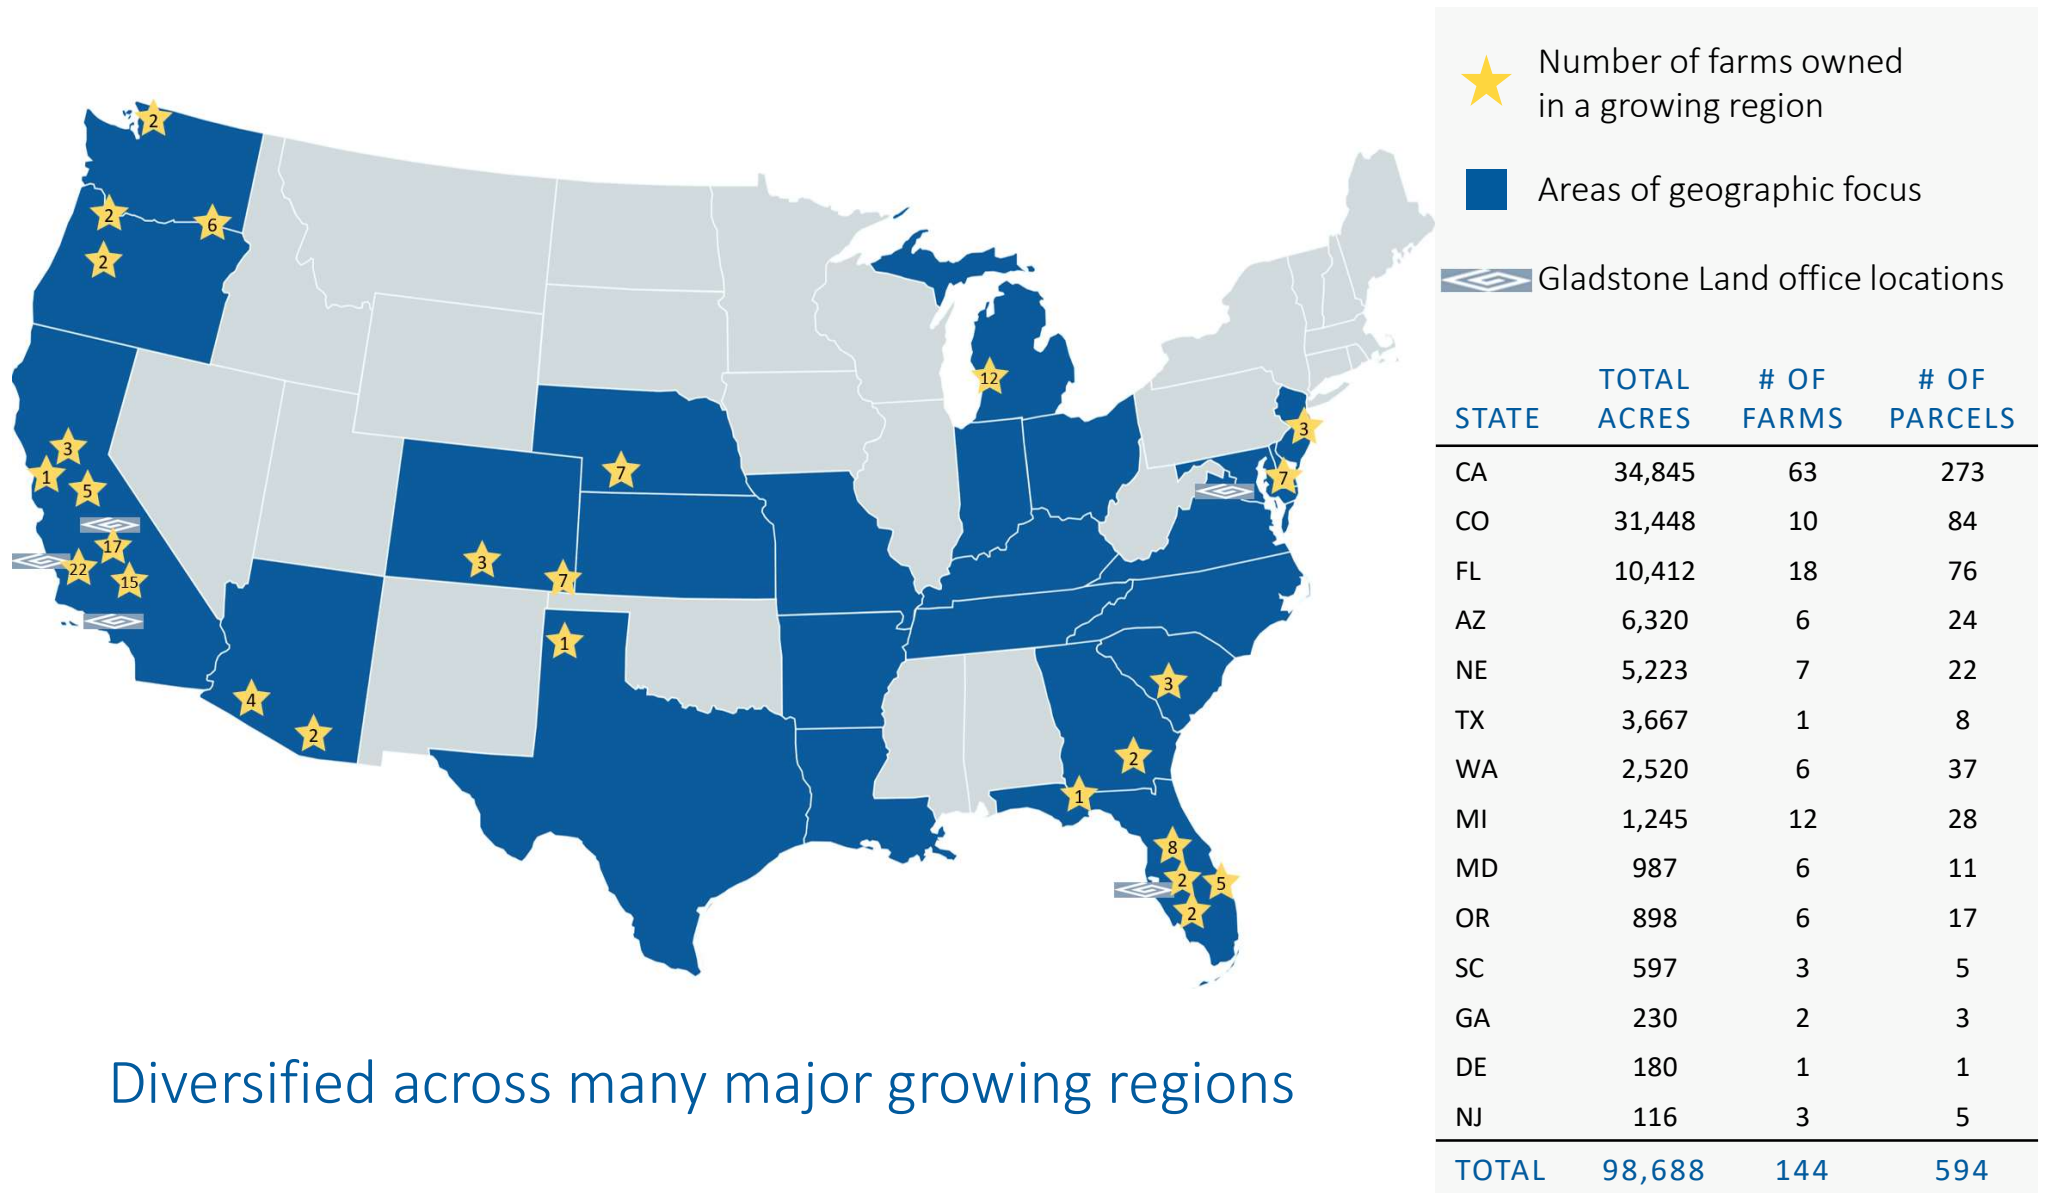 2
2
6
2
12
3
3
7
1
5
7
17
22
15
3
7
1
4
2
3
2
1
8
2
5
2
Diversified across many major growing regions
Number of farms owned
in a growing region
Areas of geographic focus
Gladstone Land office locations
STATE TOTAL ACRES # OF FARMS # OF PARCELS
CA 34,845 63 273
CO 31,448 10 84
FL 10,412 18 76
AZ 6,320 6 24
NE 5,223 7 22
TX 3,667 1 8
WA 2,520 6 37
MI 1,245 12 28
MD 987 6 11
OR 898 6 17
SC 597 3 5
GA 230 2 3
DE 180 1 1
NJ 116 3 5
TOTAL 98,688 144 594